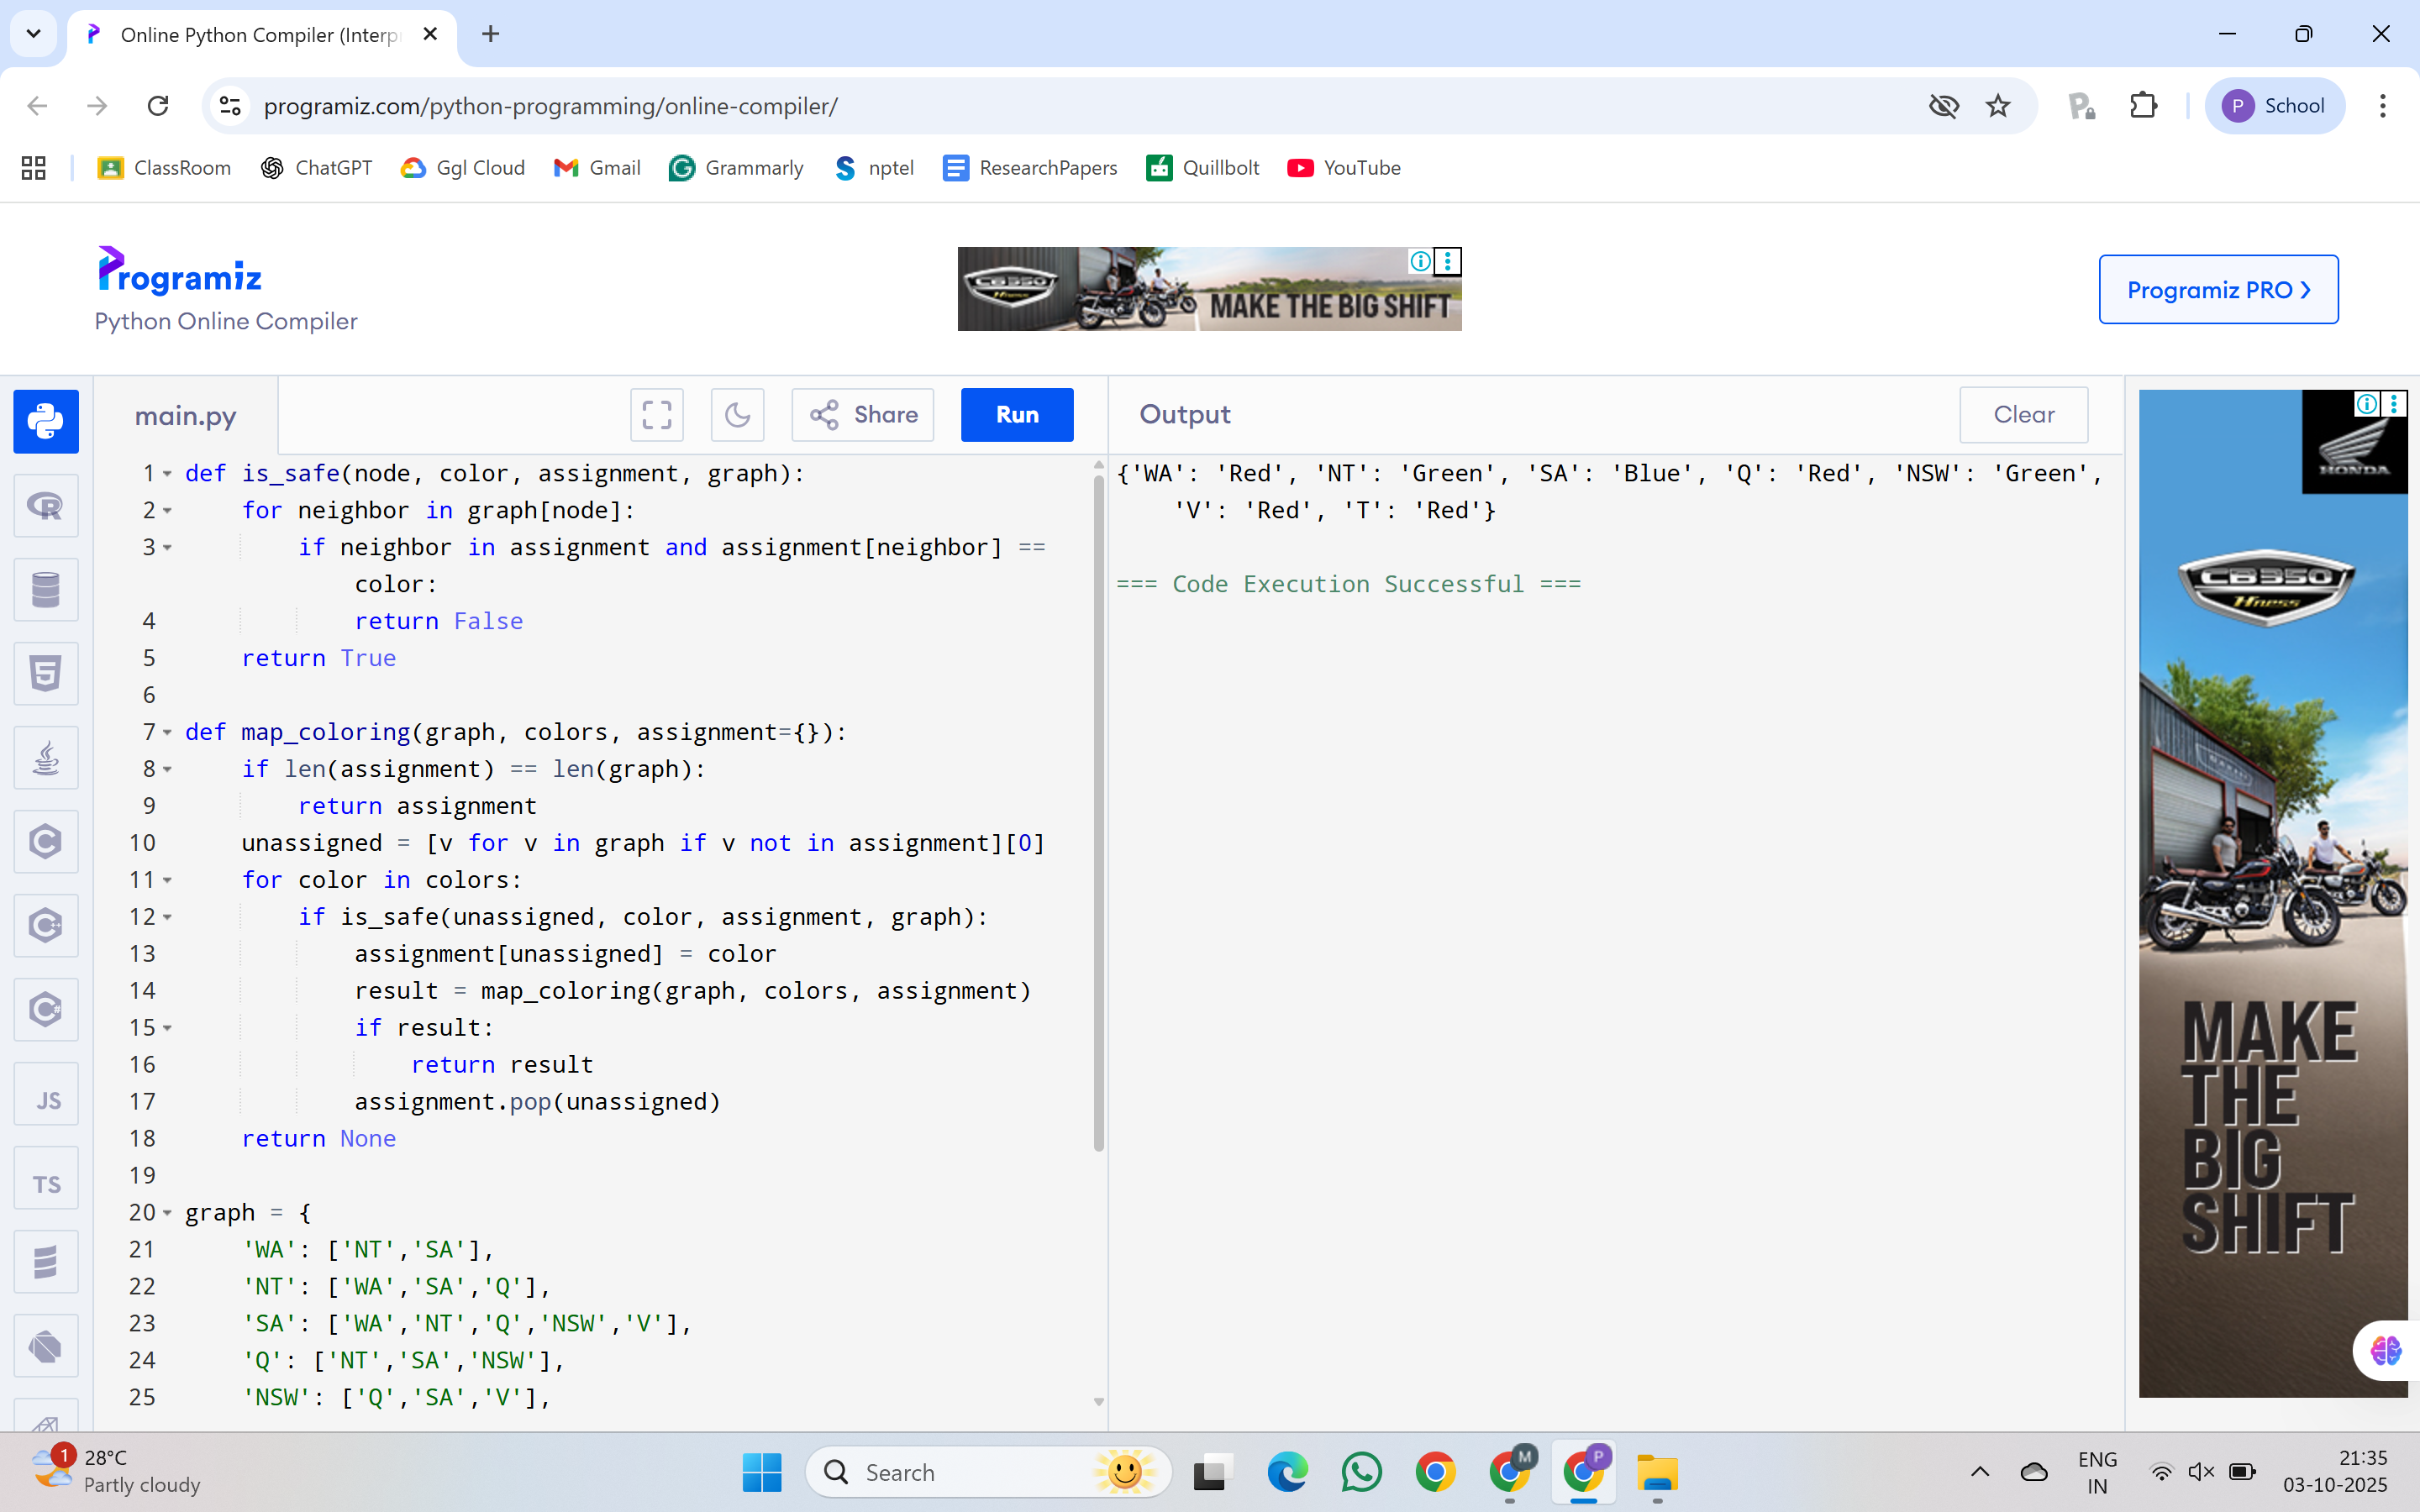 Online Python Compiler (Interp
programiz.com/python-programming/online-compiler/
P School
ClassRoom ChatGPT Ggl Cloud Gmail Grammarly nptel ResearchPapers Quillbolt YouTube
Programiz
Python Online Compiler
CB350
H'ness
MAKE THE BIG SHIFT
Programiz PRO
main.py
Share
Run
Output
Clear
1 def is_safe(node, color, assignment, graph):
2 for neighbor in graph[node]:
3 if neighbor in assignment and assignment[neighbor] ==
color:
4 return False
5 return True
6
7 def map_coloring(graph, colors, assignment={}):
8 if len(assignment) == len(graph):
9 return assignment
10 unassigned = [v for v in graph if v not in assignment][0]
11 for color in colors:
12 if is_safe(unassigned, color, assignment, graph):
13 assignment[unassigned] = color
14 result = map_coloring(graph, colors, assignment)
15 if result:
16 return result
17 assignment.pop(unassigned)
18 return None
19
20 graph = {
21 'WA': ['NT','SA'],
22 'NT': ['WA','SA','Q'],
23 'SA': ['WA','NT','Q','NSW','V'],
24 'Q': ['NT','SA','NSW'],
25 'NSW': ['Q','SA','V'],
{'WA': 'Red', 'NT': 'Green', 'SA': 'Blue', 'Q': 'Red', 'NSW': 'Green',
'V': 'Red', 'T': 'Red'}
=== Code Execution Successful ===
R
5
C
C
C#
JS
TS
HONDA
CB350
H'ness
MAKE
THE
BIG
SHIFT
1
28°C
Partly cloudy
Search
M
P
ENG
IN
21:35
03-10-2025